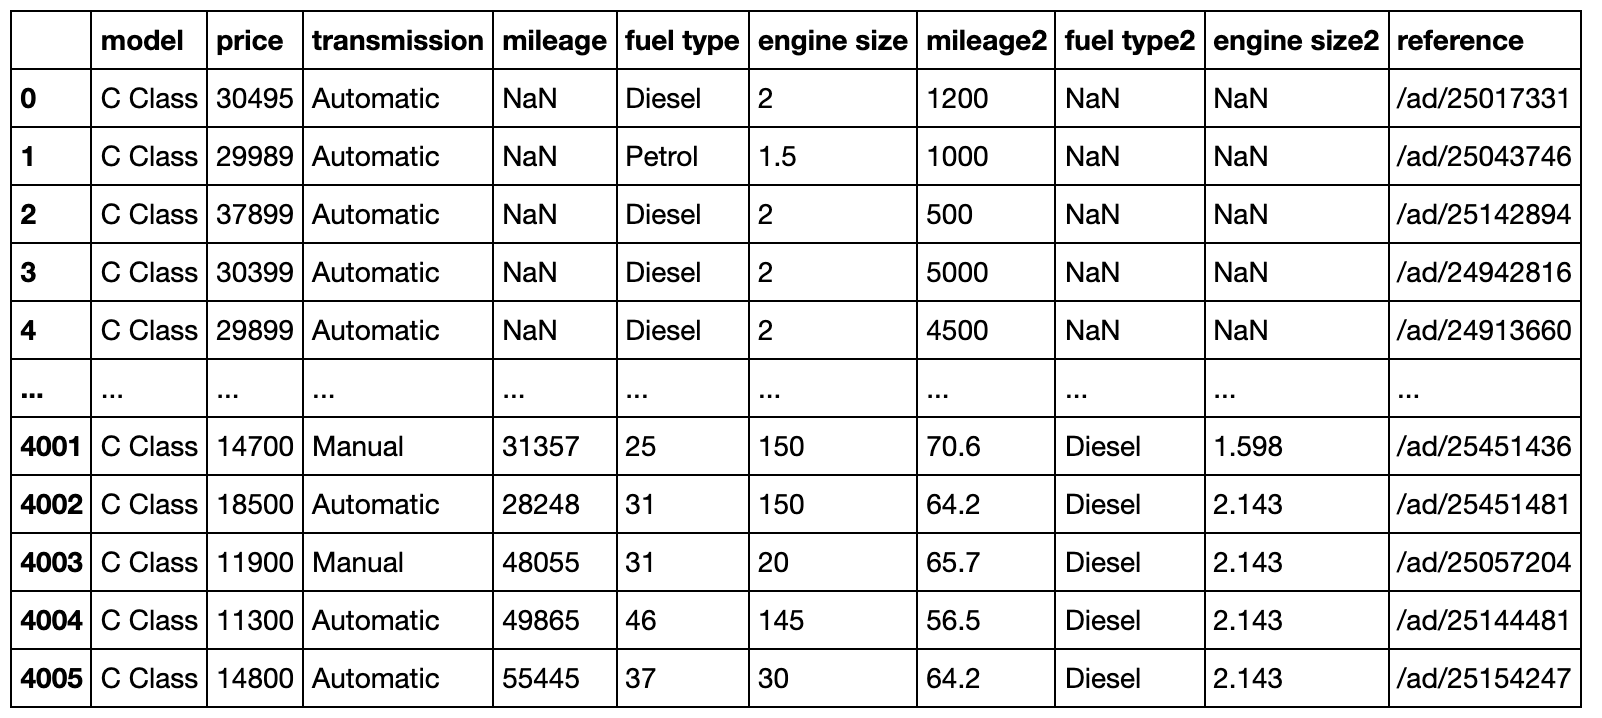 model price transmission mileage fuel type engine size mileage2 fuel type2 engine size2 reference
0 C Class 30495 Automatic NaN Diesel 2 1200 NaN NaN /ad/25017331
1 C Class 29989 Automatic NaN Petrol 1.5 1000 NaN NaN /ad/25043746
2 C Class 37899 Automatic NaN Diesel 2 500 NaN NaN /ad/25142894
3 C Class 30399 Automatic NaN Diesel 2 5000 NaN NaN /ad/24942816
4 C Class 29899 Automatic NaN Diesel 2 4500 NaN NaN /ad/24913660
... ... ... ... ... ... ... ... ... ... ...
4001 C Class 14700 Manual 31357 25 150 70.6 Diesel 1.598 /ad/25451436
4002 C Class 18500 Automatic 28248 31 150 64.2 Diesel 2.143 /ad/25451481
4003 C Class 11900 Manual 48055 31 20 65.7 Diesel 2.143 /ad/25057204
4004 C Class 11300 Automatic 49865 46 145 56.5 Diesel 2.143 /ad/25144481
4005 C Class 14800 Automatic 55445 37 30 64.2 Diesel 2.143 /ad/25154247